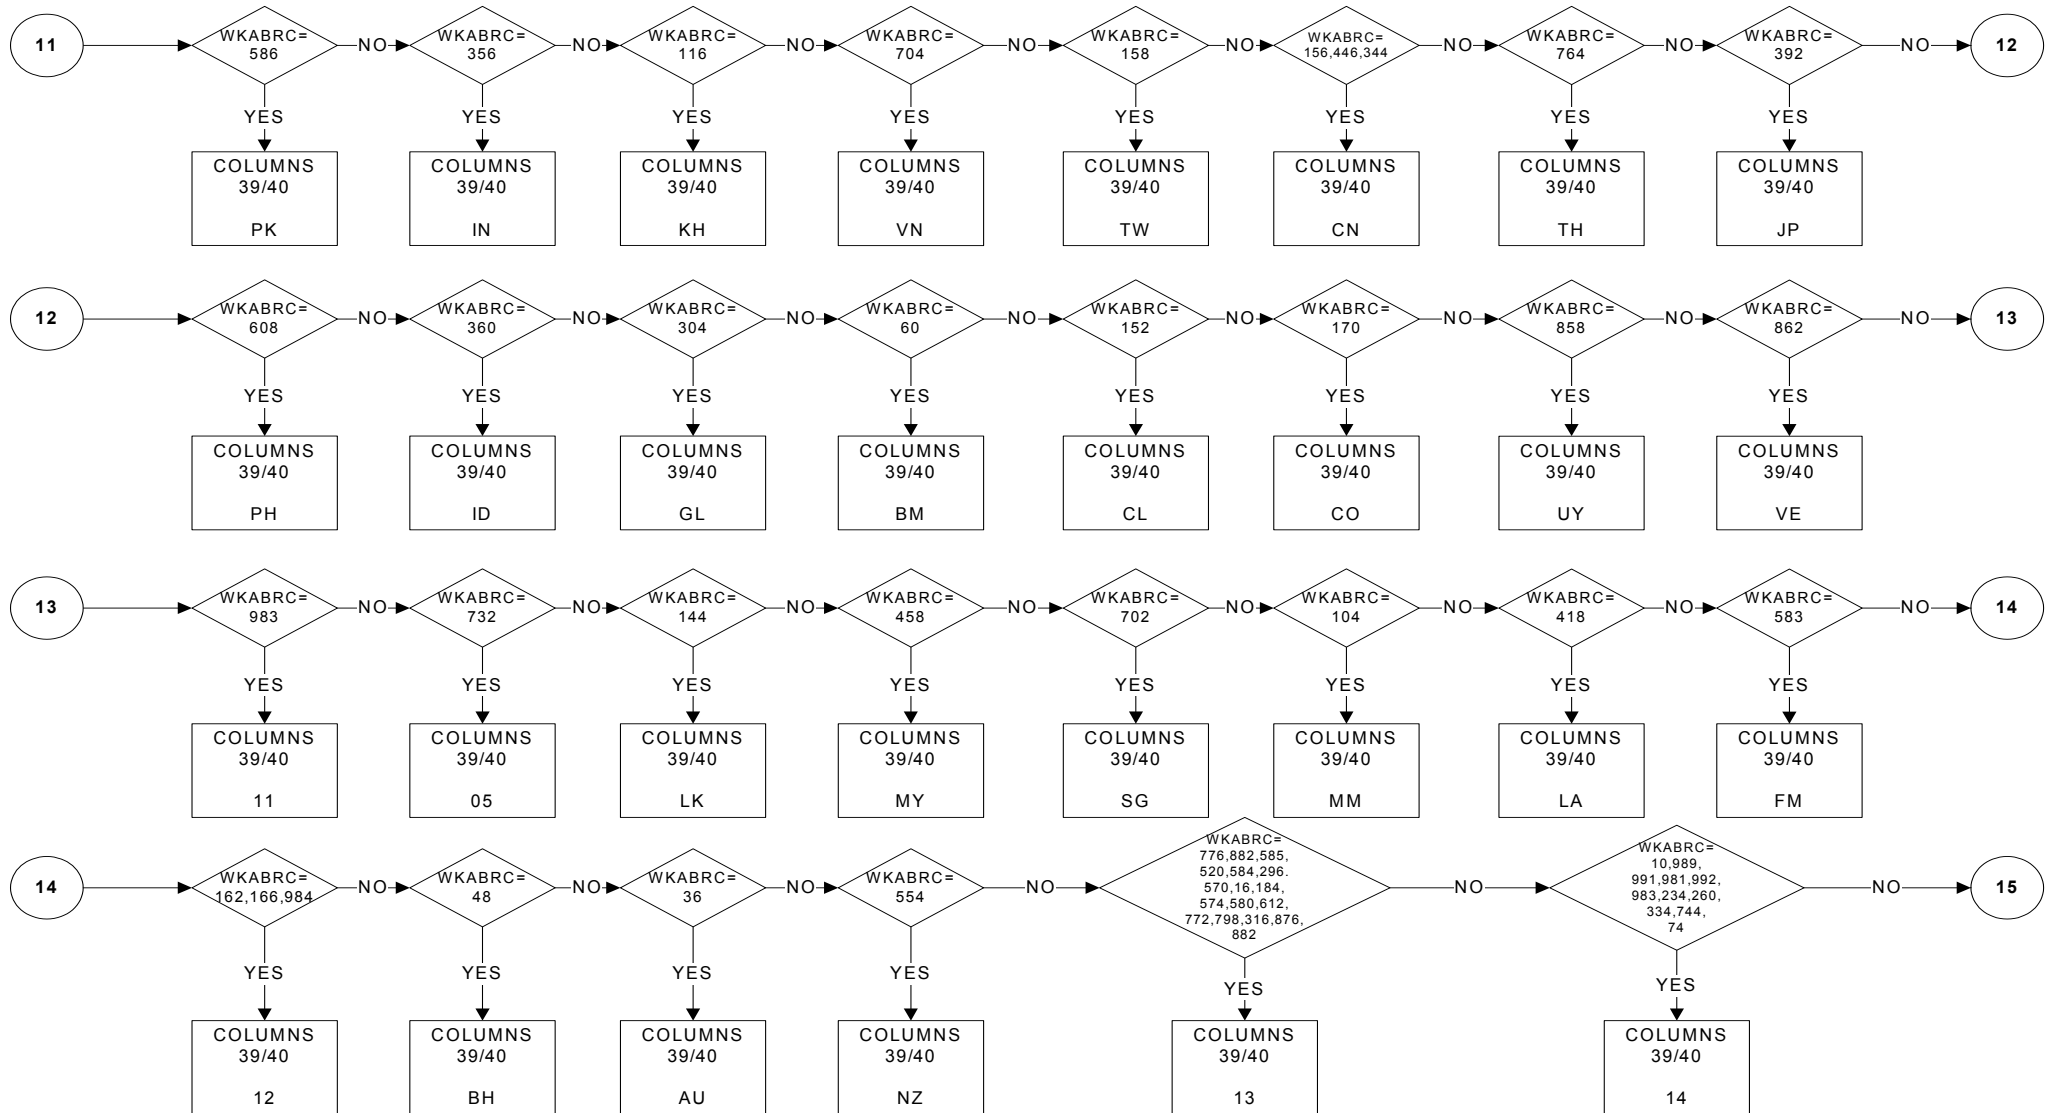 11
WKABRC=
586
NO
WKABRC=
356
NO
WKABRC=
116
NO
WKABRC=
704
NO
WKABRC=
158
NO
WKABRC=
156,446,344
NO
WKABRC=
764
NO
WKABRC=
392
NO
12
YES
YES
YES
YES
YES
YES
YES
YES
COLUMNS
39/40
PK
COLUMNS
39/40
IN
COLUMNS
39/40
KH
COLUMNS
39/40
VN
COLUMNS
39/40
TW
COLUMNS
39/40
CN
COLUMNS
39/40
TH
COLUMNS
39/40
JP
12
WKABRC=
608
NO
WKABRC=
360
NO
WKABRC=
304
NO
WKABRC=
60
NO
WKABRC=
152
NO
WKABRC=
170
NO
WKABRC=
858
NO
WKABRC=
862
NO
13
YES
YES
YES
YES
YES
YES
YES
YES
COLUMNS
39/40
PH
COLUMNS
39/40
ID
COLUMNS
39/40
GL
COLUMNS
39/40
BM
COLUMNS
39/40
CL
COLUMNS
39/40
CO
COLUMNS
39/40
UY
COLUMNS
39/40
VE
13
WKABRC=
983
NO
WKABRC=
732
NO
WKABRC=
144
NO
WKABRC=
458
NO
WKABRC=
702
NO
WKABRC=
104
NO
WKABRC=
418
NO
WKABRC=
583
NO
14
YES
YES
YES
YES
YES
YES
YES
YES
COLUMNS
39/40
11
COLUMNS
39/40
05
COLUMNS
39/40
LK
COLUMNS
39/40
MY
COLUMNS
39/40
SG
COLUMNS
39/40
MM
COLUMNS
39/40
LA
COLUMNS
39/40
FM
14
WKABRC=
162,166,984
NO
WKABRC=
48
NO
WKABRC=
36
NO
WKABRC=
554
NO
WKABRC=
776,882,585,
520,584,296.
570,16,184,
574,580,612,
772,798,316,876,
882
NO
WKABRC=
10,989,
991,981,992,
983,234,260,
334,744,
74
NO
15
YES
YES
YES
YES
YES
YES
COLUMNS
39/40
12
COLUMNS
39/40
BH
COLUMNS
39/40
AU
COLUMNS
39/40
NZ
COLUMNS
39/40
13
COLUMNS
39/40
14